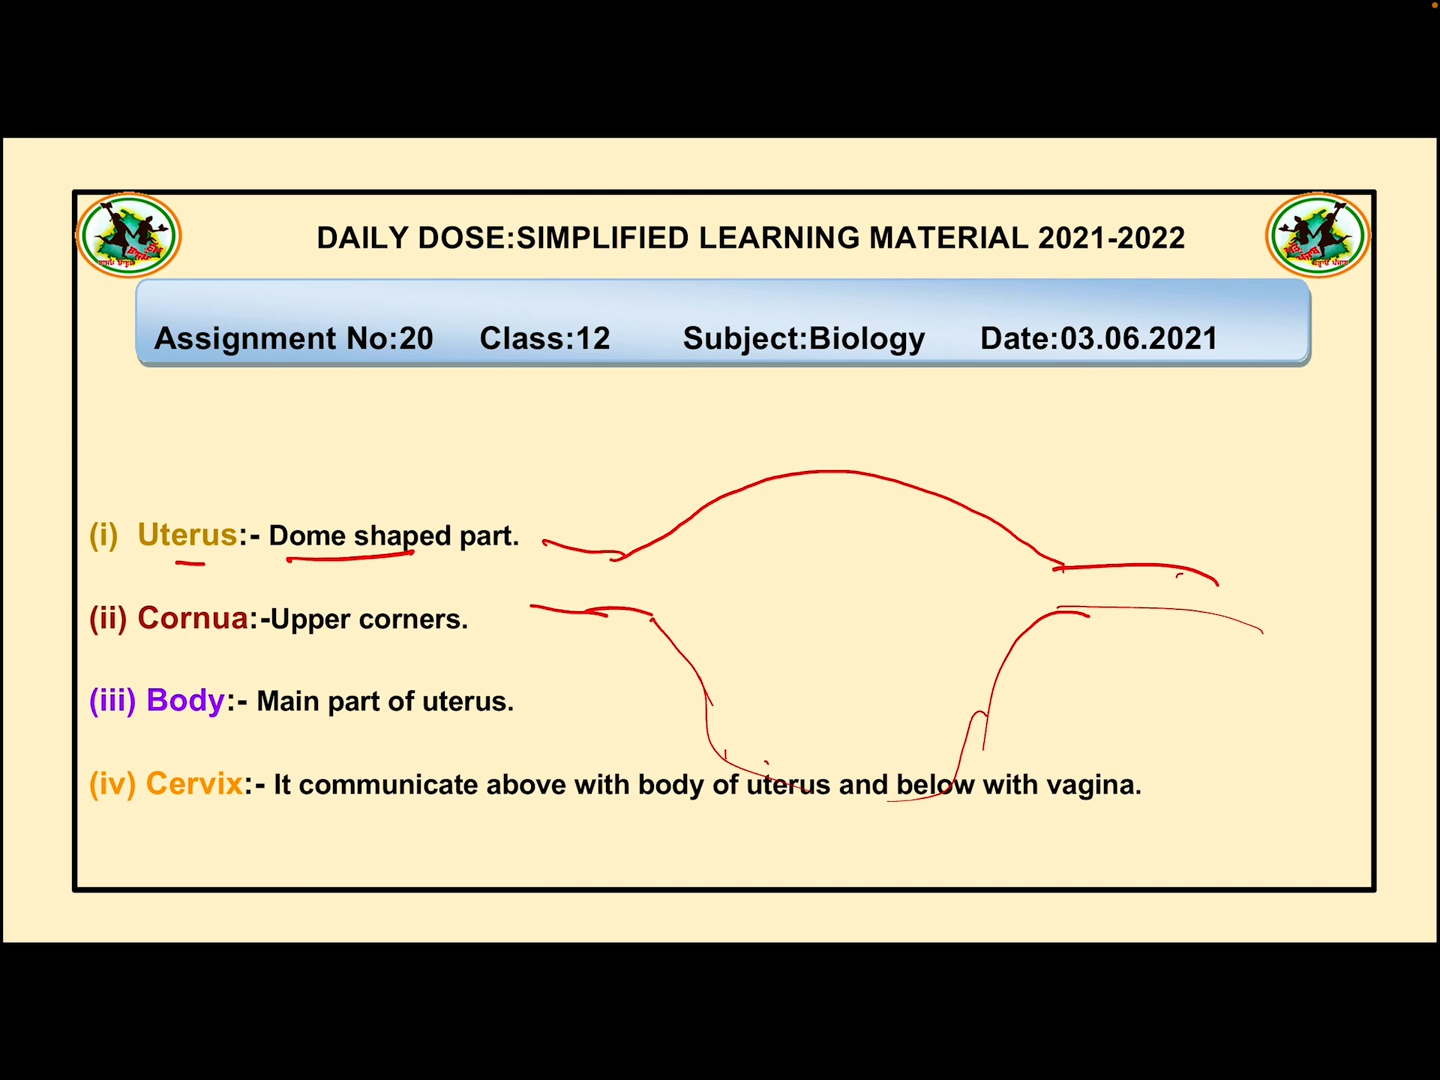 DAILY DOSE:SIMPLIFIED LEARNING MATERIAL 2021-2022
Assignment No:20 Class:12 Subject:Biology Date:03.06.2021
(i) Uterus:- Dome shaped part.
(ii) Cornua:-Upper corners.
(iii) Body:- Main part of uterus.
(iv) Cervix:- It communicate above with body of uterus and below with vagina.